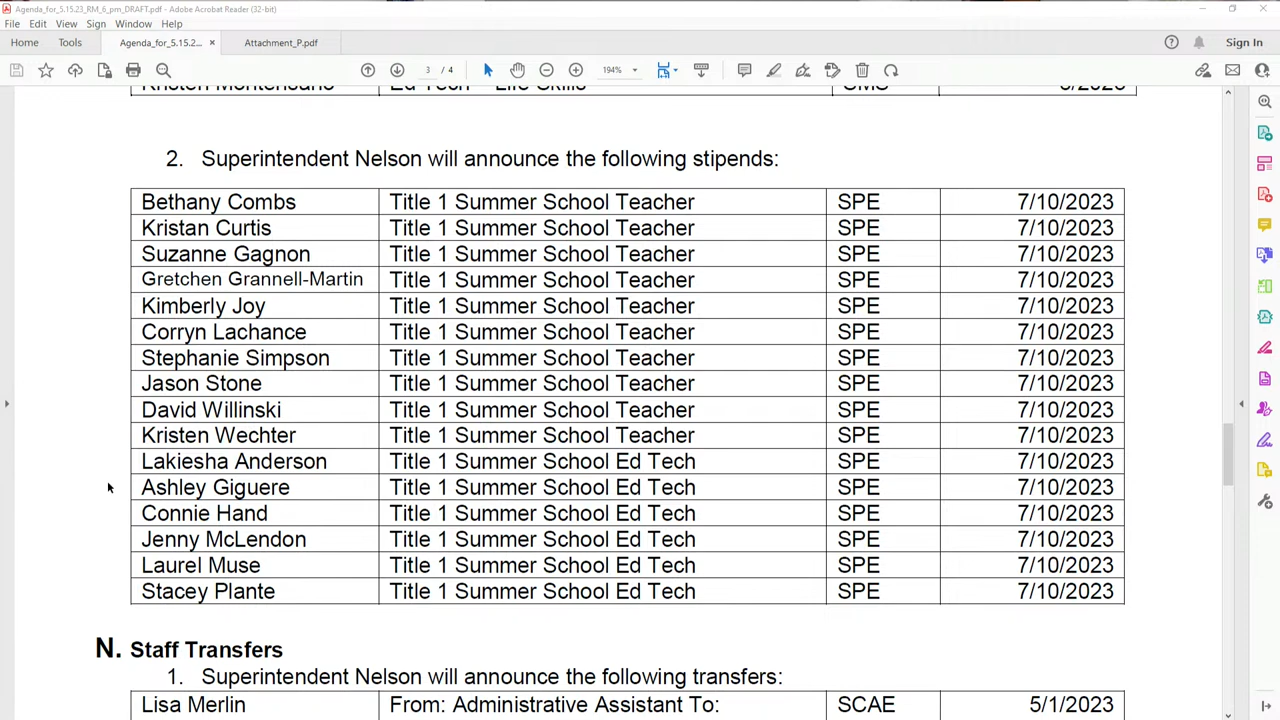 Agenda_for_5.15.23_RM_6_pm_DRAFT.pdf - Adobe Acrobat Reader (32-bit)
File Edit View Sign Window Help
Home Tools Agenda_for_5.15.2... × Attachment_P.pdf Sign In
3 / 4 194%
Kristen Montensano Ed Tech – Life Skills SMS
2. Superintendent Nelson will announce the following stipends:
Bethany Combs Title 1 Summer School Teacher SPE 7/10/2023
Kristan Curtis Title 1 Summer School Teacher SPE 7/10/2023
Suzanne Gagnon Title 1 Summer School Teacher SPE 7/10/2023
Gretchen Grannell-Martin Title 1 Summer School Teacher SPE 7/10/2023
Kimberly Joy Title 1 Summer School Teacher SPE 7/10/2023
Corryn Lachance Title 1 Summer School Teacher SPE 7/10/2023
Stephanie Simpson Title 1 Summer School Teacher SPE 7/10/2023
Jason Stone Title 1 Summer School Teacher SPE 7/10/2023
David Willinski Title 1 Summer School Teacher SPE 7/10/2023
Kristen Wechter Title 1 Summer School Teacher SPE 7/10/2023
Lakiesha Anderson Title 1 Summer School Ed Tech SPE 7/10/2023
Ashley Giguere Title 1 Summer School Ed Tech SPE 7/10/2023
Connie Hand Title 1 Summer School Ed Tech SPE 7/10/2023
Jenny McLendon Title 1 Summer School Ed Tech SPE 7/10/2023
Laurel Muse Title 1 Summer School Ed Tech SPE 7/10/2023
Stacey Plante Title 1 Summer School Ed Tech SPE 7/10/2023
N. Staff Transfers
1. Superintendent Nelson will announce the following transfers:
Lisa Merlin From: Administrative Assistant To: SCAE 5/1/2023